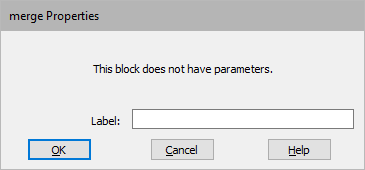 merge Properties
This block does not have parameters.
Label:
OK Cancel Help